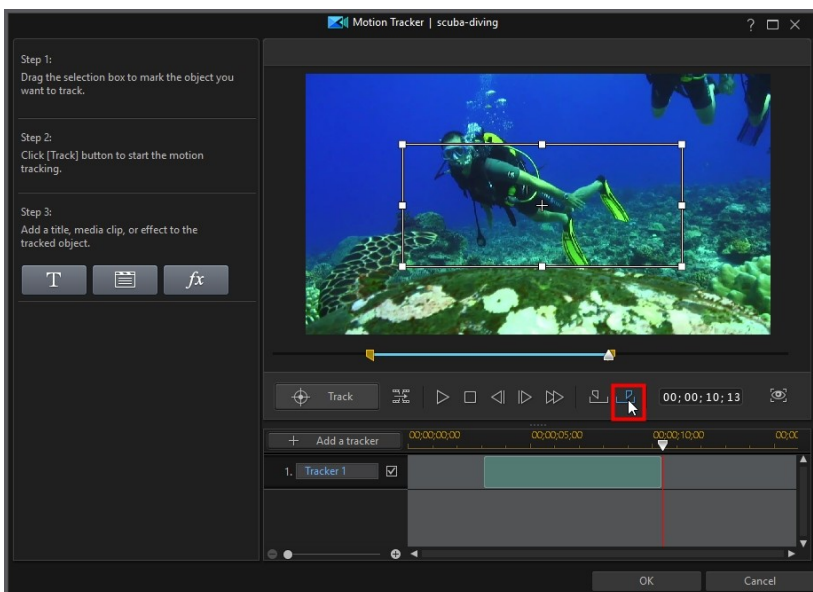 Motion Tracker | scuba-diving
?
Step 1:
Drag the selection box to mark the object you
want to track.
Step 2:
Click [Track] button to start the motion
tracking.
Step 3:
Add a title, media clip, or effect to the
tracked object.
T
fx
Track
00;00;10;13
Add a tracker
00;00;00;00
00;00;05;00
00;00;10;00
1. Tracker 1
OK
Cancel